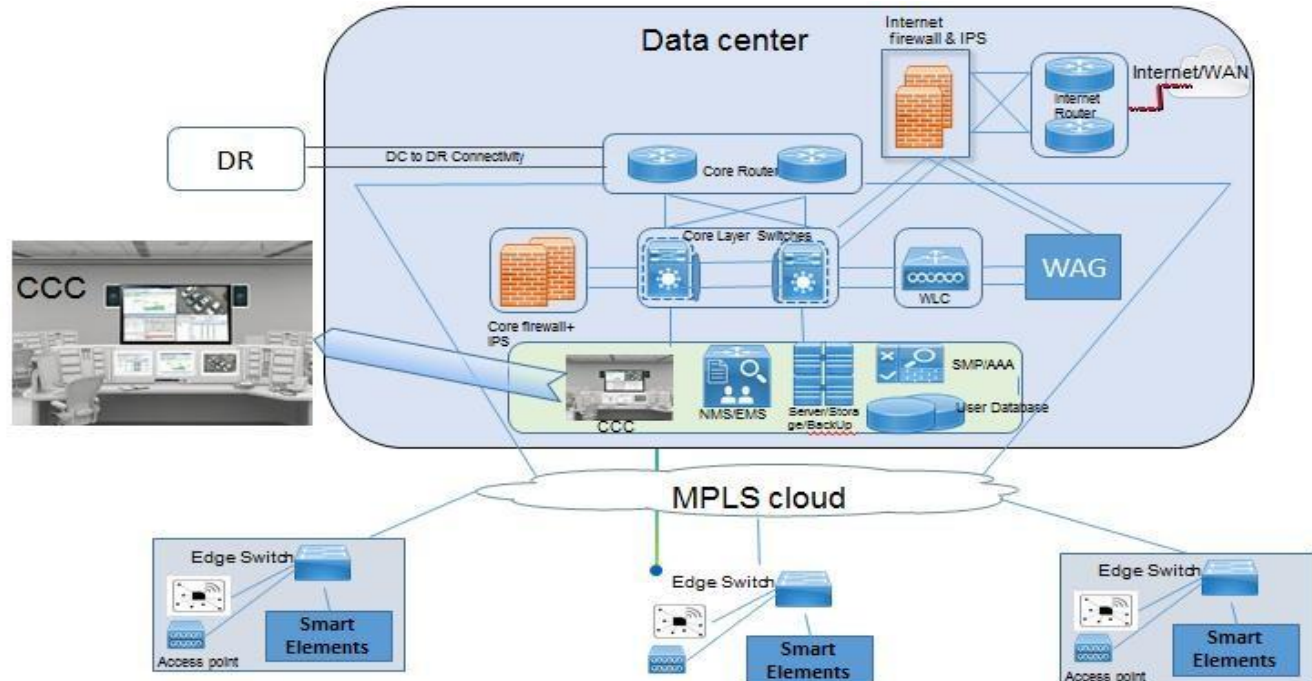 Data center
Internet
firewall & IPS
Internet/WAN
Internet
Router
DR
DC to DR Connectivity
Core Router
Core Layer Switches
CCC
WLC
WAG
Core firewall+
IPS
CCC
NMS/EMS
Server/Stora
ge/BackUp
SMP/AAA
User Database
MPLS cloud
Edge Switch
Smart
Elements
Access point
Edge Switch
Smart
Elements
Edge Switch
Smart
Elements
Access point